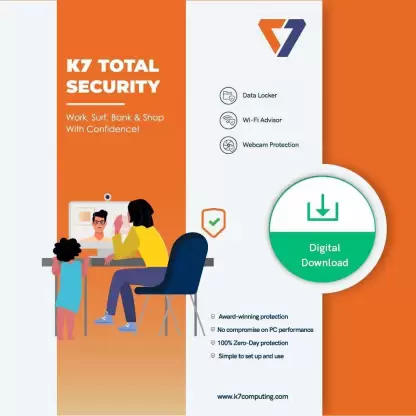 K7 TOTAL
SECURITY
Work, Surf, Bank & Shop
With Confidence!
Data Locker
Wi-Fi Advisor
Webcam Protection
Digital
Download
Award-winning protection
No compromise on PC performance
100% Zero-Day protection
Simple to set up and use
www.k7computing.com